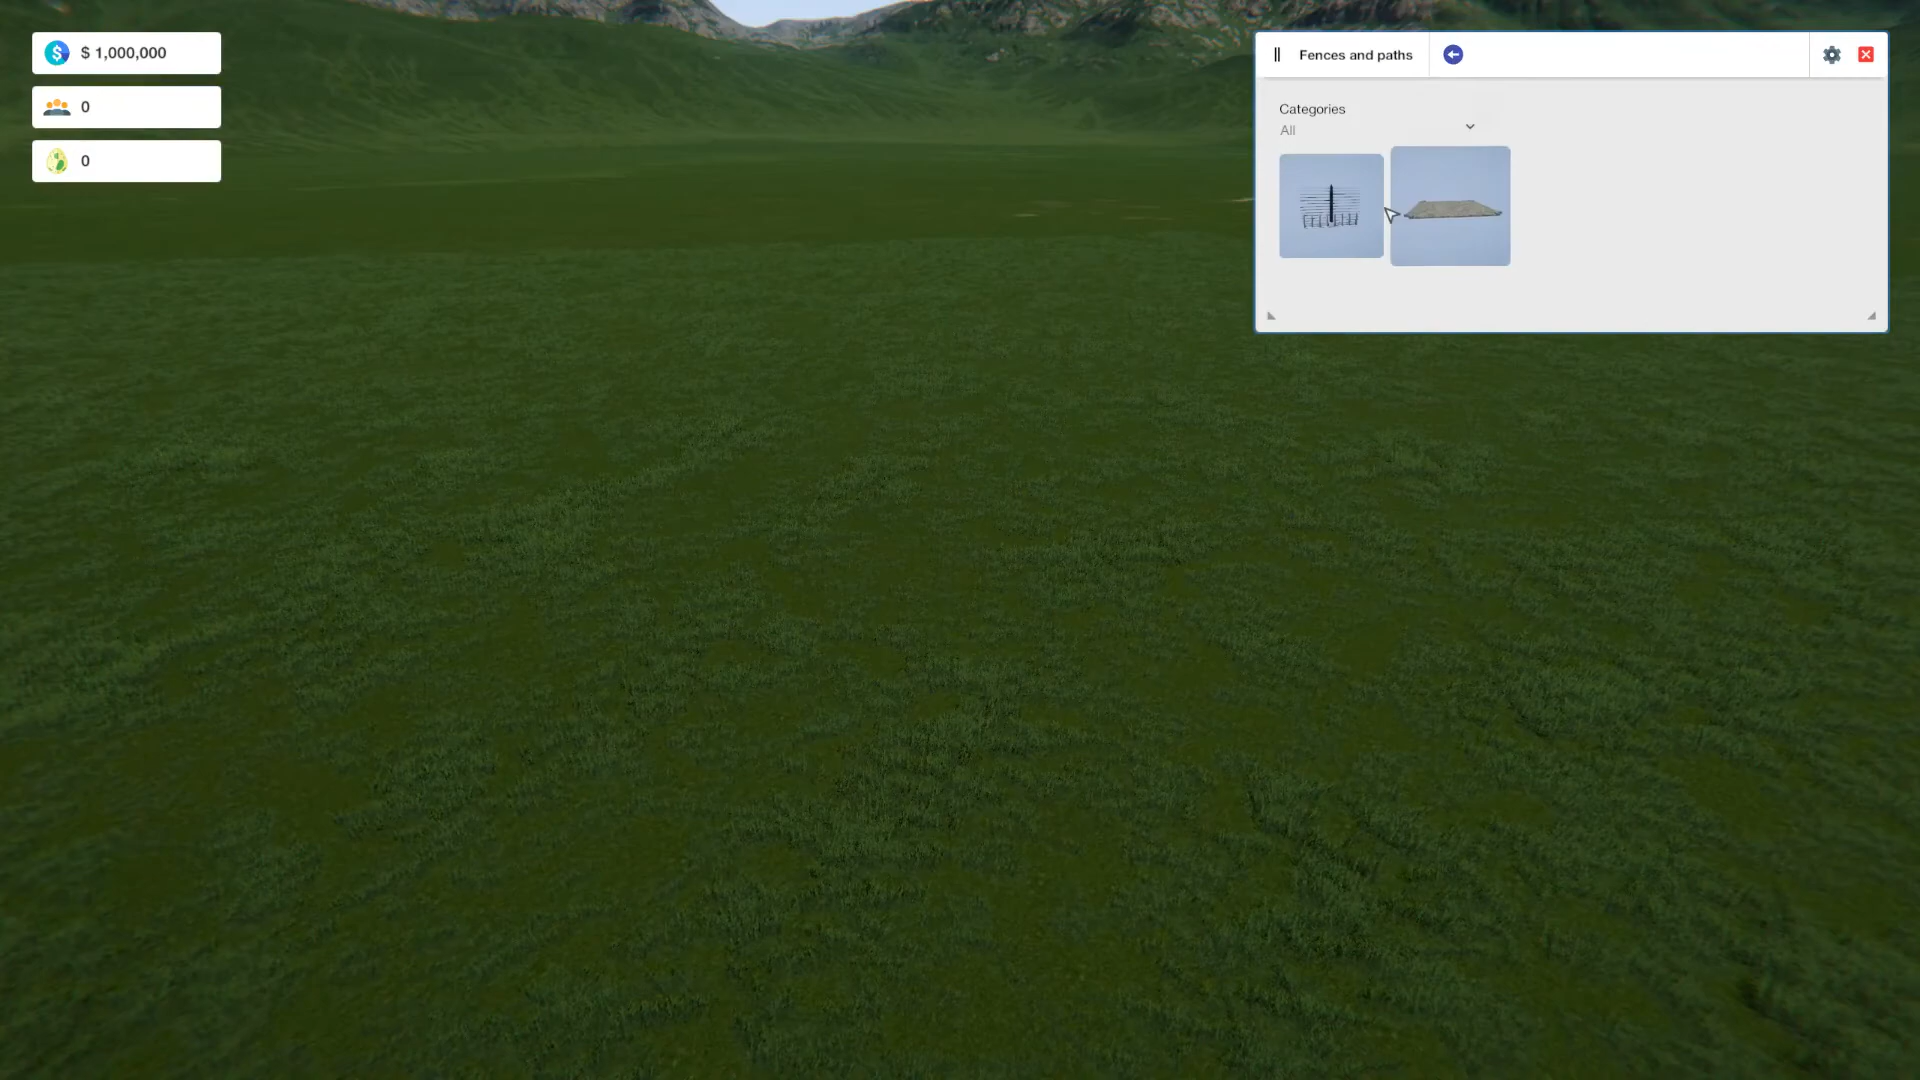 $ 1,000,000
0
0
Fences and paths
Categories
All